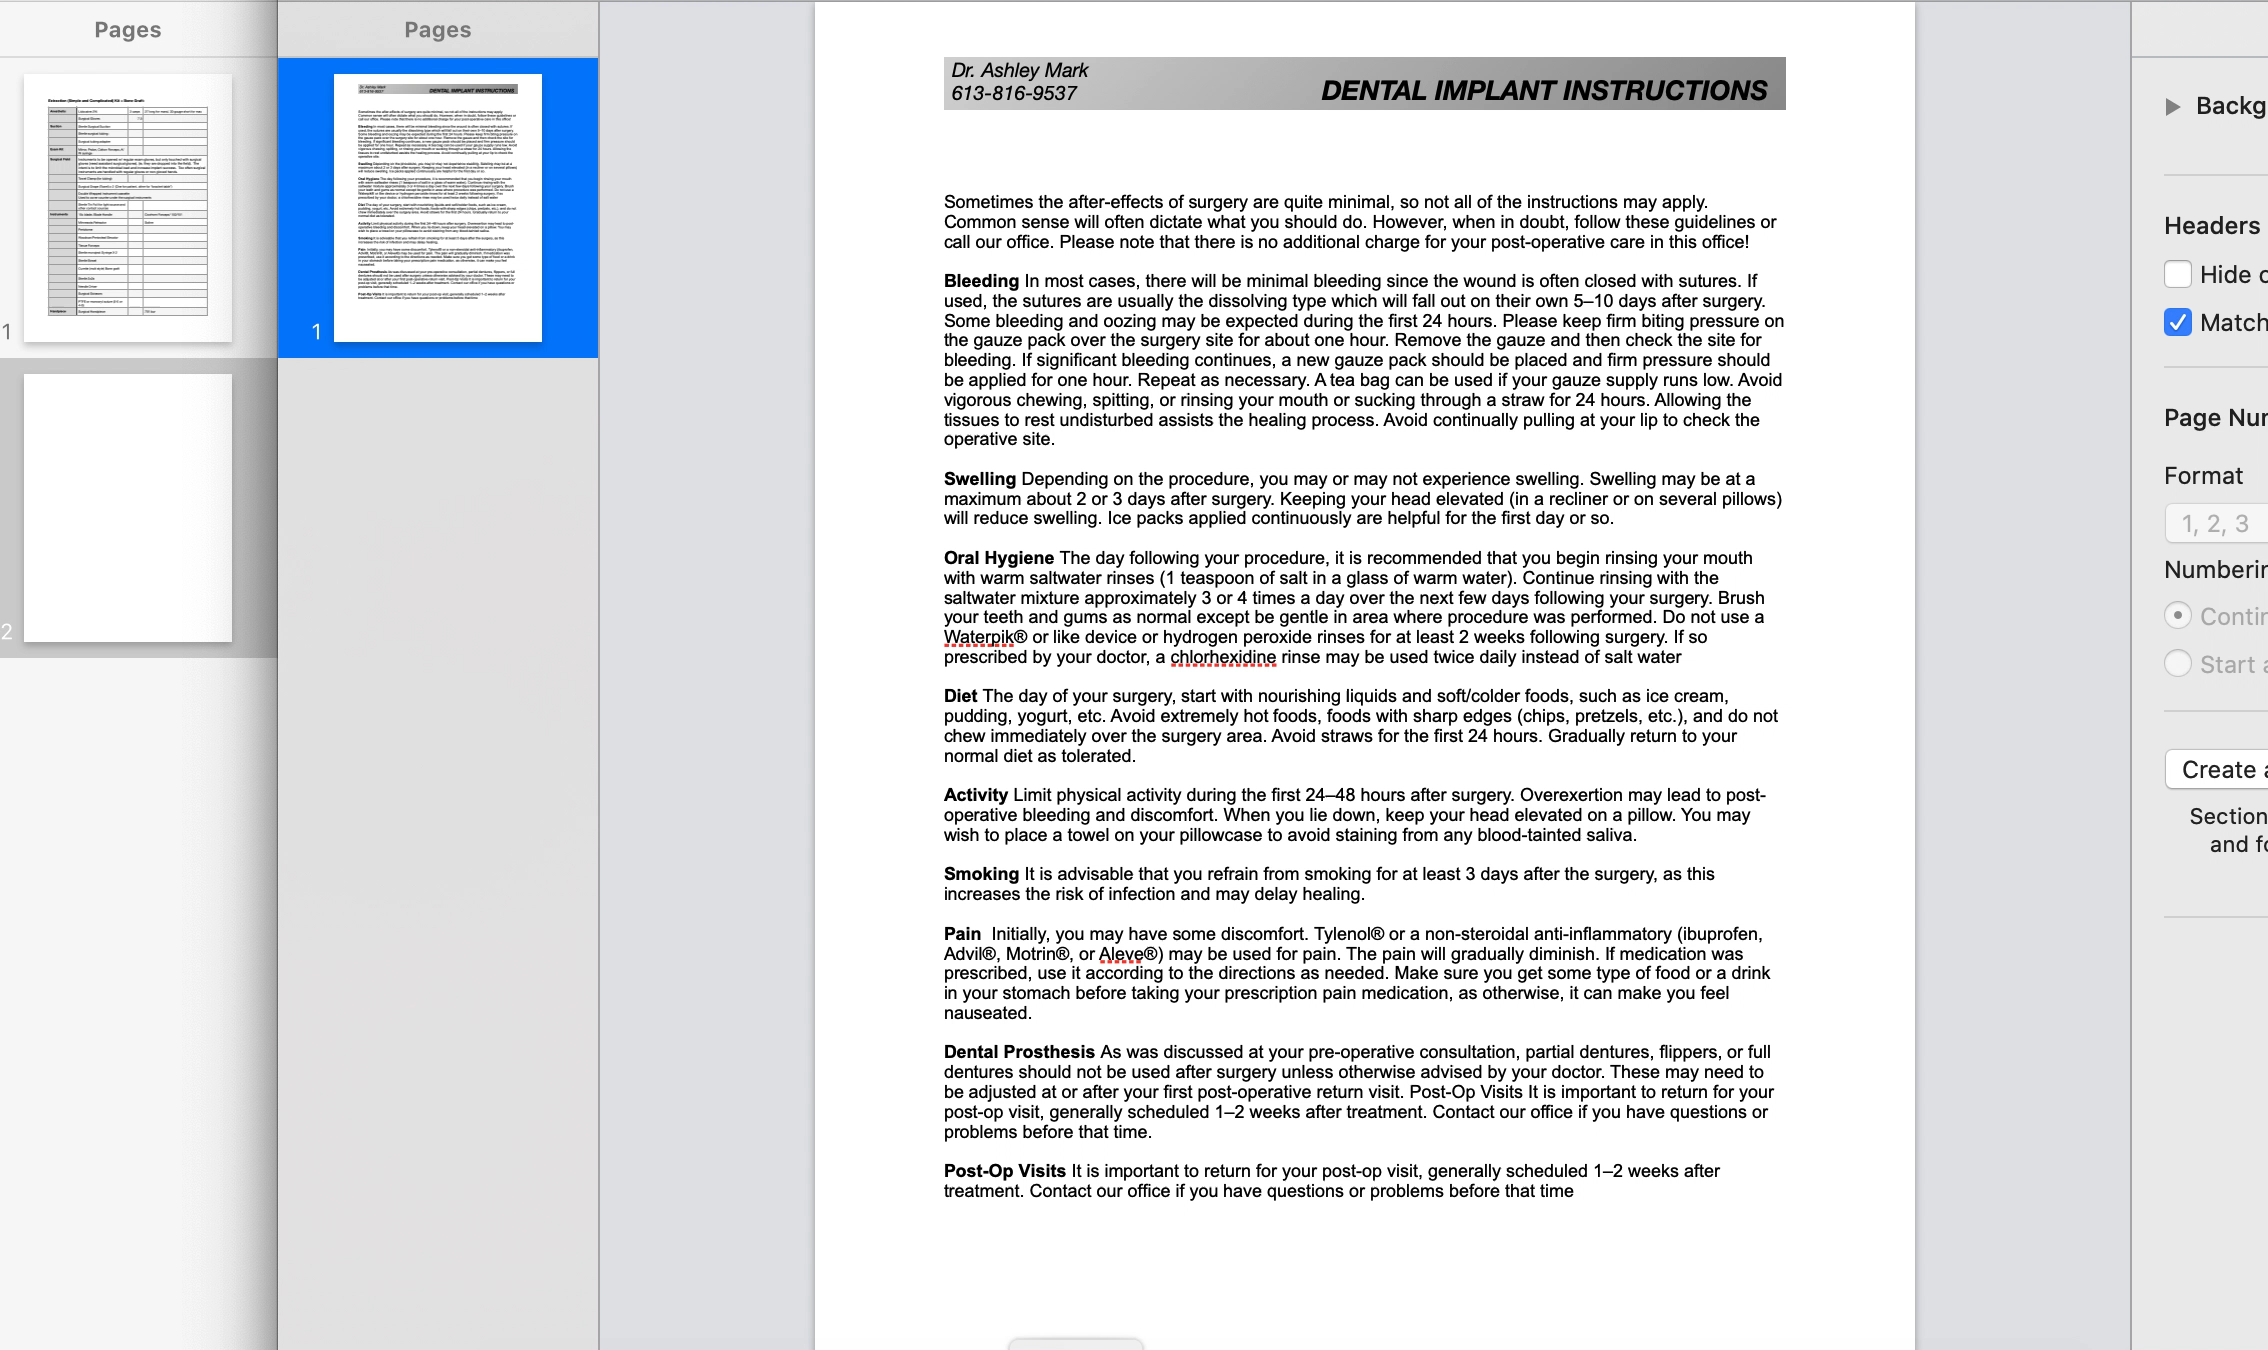 Pages
Pages
1
2
1
Dr. Ashley Mark
613-816-9537
DENTAL IMPLANT INSTRUCTIONS
Sometimes the after-effects of surgery are quite minimal, so not all of the instructions may apply.
Common sense will often dictate what you should do. However, when in doubt, follow these guidelines or
call our office. Please note that there is no additional charge for your post-operative care in this office!
Bleeding In most cases, there will be minimal bleeding since the wound is often closed with sutures. If
used, the sutures are usually the dissolving type which will fall out on their own 5–10 days after surgery.
Some bleeding and oozing may be expected during the first 24 hours. Please keep firm biting pressure on
the gauze pack over the surgery site for about one hour. Remove the gauze and then check the site for
bleeding. If significant bleeding continues, a new gauze pack should be placed and firm pressure should
be applied for one hour. Repeat as necessary. A tea bag can be used if your gauze supply runs low. Avoid
vigorous chewing, spitting, or rinsing your mouth or sucking through a straw for 24 hours. Allowing the
tissues to rest undisturbed assists the healing process. Avoid continually pulling at your lip to check the
operative site.
Swelling Depending on the procedure, you may or may not experience swelling. Swelling may be at a
maximum about 2 or 3 days after surgery. Keeping your head elevated (in a recliner or on several pillows)
will reduce swelling. Ice packs applied continuously are helpful for the first day or so.
Oral Hygiene The day following your procedure, it is recommended that you begin rinsing your mouth
with warm saltwater rinses (1 teaspoon of salt in a glass of warm water). Continue rinsing with the
saltwater mixture approximately 3 or 4 times a day over the next few days following your surgery. Brush
your teeth and gums as normal except be gentle in area where procedure was performed. Do not use a
Waterpik® or like device or hydrogen peroxide rinses for at least 2 weeks following surgery. If so
prescribed by your doctor, a chlorhexidine rinse may be used twice daily instead of salt water
Diet The day of your surgery, start with nourishing liquids and soft/colder foods, such as ice cream,
pudding, yogurt, etc. Avoid extremely hot foods, foods with sharp edges (chips, pretzels, etc.), and do not
chew immediately over the surgery area. Avoid straws for the first 24 hours. Gradually return to your
normal diet as tolerated.
Activity Limit physical activity during the first 24–48 hours after surgery. Overexertion may lead to post-
operative bleeding and discomfort. When you lie down, keep your head elevated on a pillow. You may
wish to place a towel on your pillowcase to avoid staining from any blood-tainted saliva.
Smoking It is advisable that you refrain from smoking for at least 3 days after the surgery, as this
increases the risk of infection and may delay healing.
Pain  Initially, you may have some discomfort. Tylenol® or a non-steroidal anti-inflammatory (ibuprofen,
Advil®, Motrin®, or Aleve®) may be used for pain. The pain will gradually diminish. If medication was
prescribed, use it according to the directions as needed. Make sure you get some type of food or a drink
in your stomach before taking your prescription pain medication, as otherwise, it can make you feel
nauseated.
Dental Prosthesis As was discussed at your pre-operative consultation, partial dentures, flippers, or full
dentures should not be used after surgery unless otherwise advised by your doctor. These may need to
be adjusted at or after your first post-operative return visit. Post-Op Visits It is important to return for your
post-op visit, generally scheduled 1–2 weeks after treatment. Contact our office if you have questions or
problems before that time.
Post-Op Visits It is important to return for your post-op visit, generally scheduled 1–2 weeks after
treatment. Contact our office if you have questions or problems before that time
Backg
Headers
Hide
Match
Page Nu
Format
1, 2, 3
Numberin
Contin
Start
Create
Section
and fo